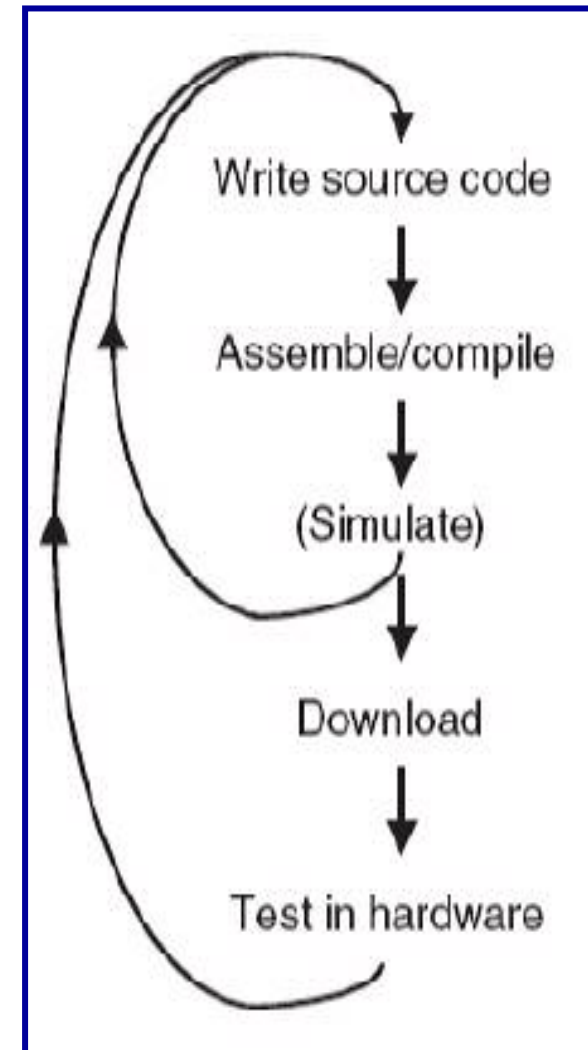 Write source code
Assemble/compile
(Simulate)
Download
Test in hardware